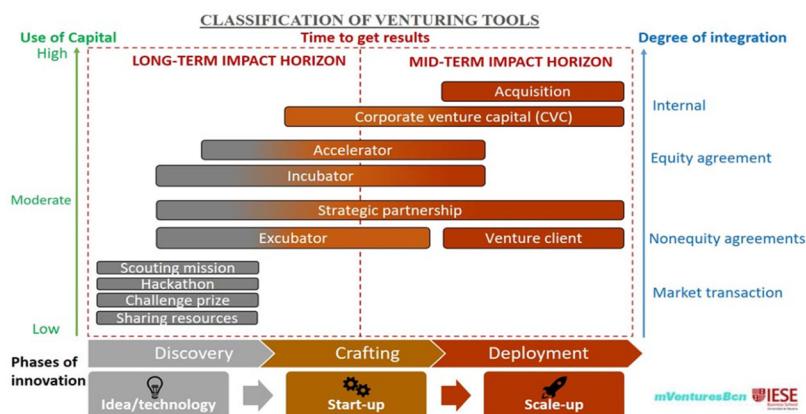 CLASSIFICATION OF VENTURING TOOLS
Use of Capital
Time to get results
Degree of integration
High
LONG-TERM IMPACT HORIZON
MID-TERM IMPACT HORIZON
Acquisition
Internal
Corporate venture capital (CVC)
Accelerator
Equity agreement
Incubator
Moderate
Strategic partnership
Excubator
Venture client
Nonequity agreements
Scouting mission
Hackathon
Market transaction
Challenge prize
Sharing resources
Low
Phases of
innovation
Discovery
Crafting
Deployment
Idea/technology
Start-up
Scale-up
mVenturesBcn
IESE